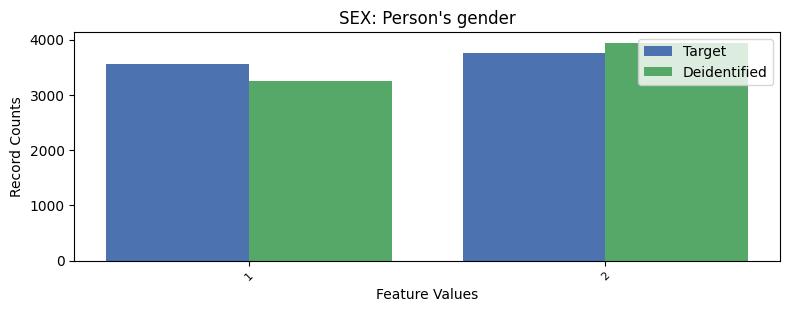 SEX: Person's gender
Target
Deidentified
4000
3000
2000
1000
0
Record Counts
1
2
Feature Values